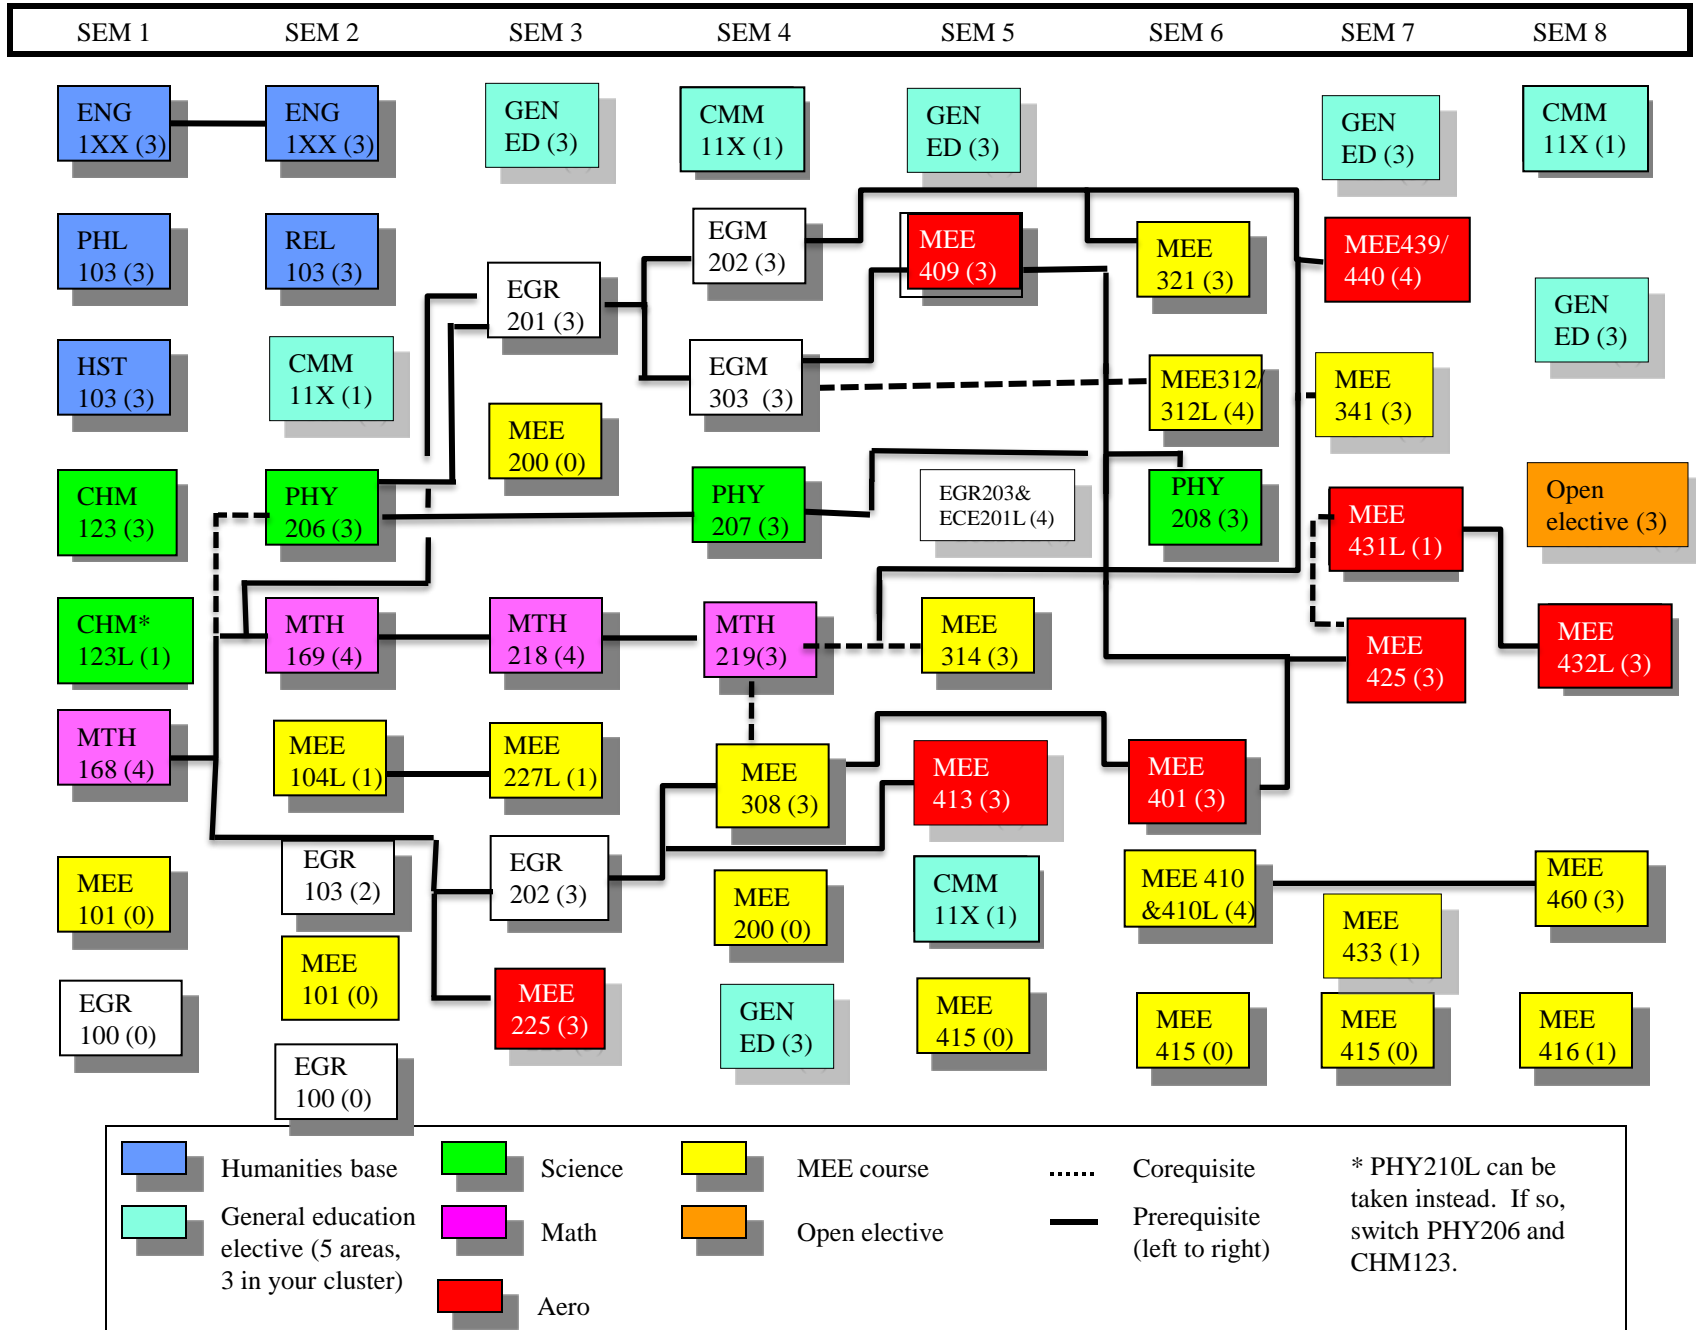 SEM 1 SEM 2 SEM 3 SEM 4 SEM 5 SEM 6 SEM 7 SEM 8
ENG
1XX (3)
PHL
103 (3)
HST
103 (3)
CHM
123 (3)
CHM*
123L (1)
MTH
168 (4)
MEE
101 (0)
EGR
100 (0)
ENG
1XX (3)
REL
103 (3)
CMM
11X (1)
PHY
206 (3)
MTH
169 (4)
MEE
104L (1)
EGR
103 (2)
MEE
101 (0)
EGR
100 (0)
GEN
ED (3)
EGR
201 (3)
MEE
200 (0)
MTH
218 (4)
MEE
227L (1)
EGR
202 (3)
MEE
225 (3)
CMM
11X (1)
EGM
202 (3)
EGM
303 (3)
PHY
207 (3)
MTH
219(3)
MEE
308 (3)
MEE
200 (0)
GEN
ED (3)
GEN
ED (3)
MEE
409 (3)
EGR203&
ECE201L (4)
MEE
314 (3)
MEE
413 (3)
CMM
11X (1)
MEE
415 (0)
MEE
321 (3)
MEE312/
312L (4)
PHY
208 (3)
MEE
401 (3)
MEE 410
&410L (4)
MEE
415 (0)
GEN
ED (3)
MEE439/
440 (4)
MEE
341 (3)
MEE
431L (1)
MEE
425 (3)
MEE
433 (1)
MEE
415 (0)
CMM
11X (1)
GEN
ED (3)
Open
elective (3)
MEE
432L (3)
MEE
460 (3)
MEE
416 (1)
Humanities base
General education
elective (5 areas,
3 in your cluster)
Science
Math
Aero
MEE course
Open elective
Corequisite
Prerequisite
(left to right)
* PHY210L can be
taken instead. If so,
switch PHY206 and
CHM123.